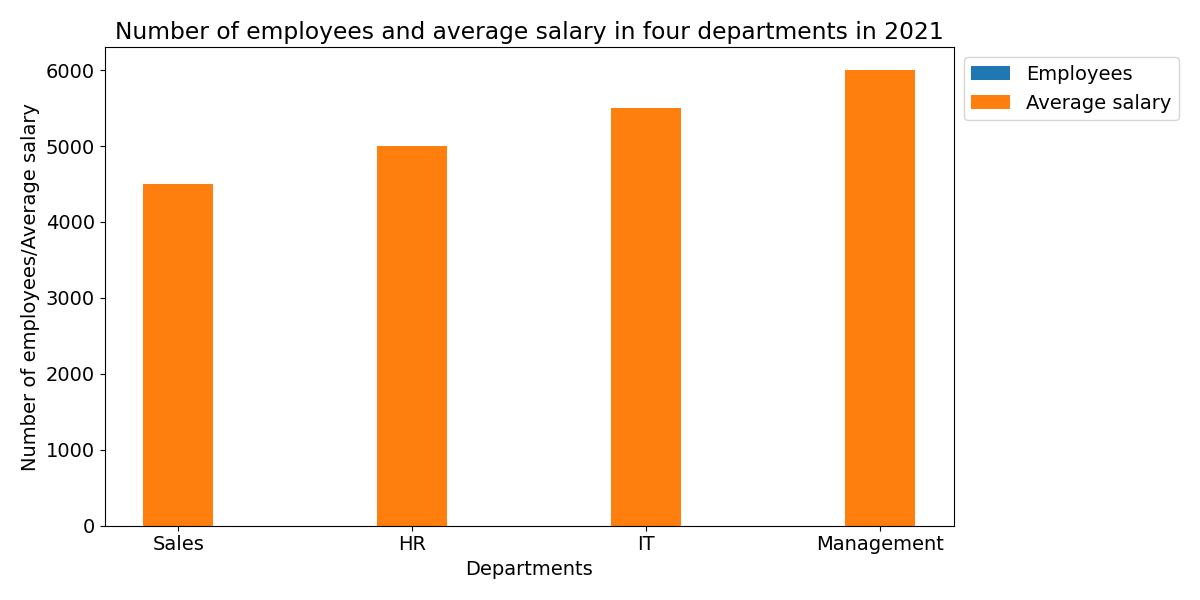 Number of employees and average salary in four departments in 2021
Employees
Average salary
Number of employees/Average salary
6000
5000
4000
3000
2000
1000
0
Sales
HR
IT
Management
Departments